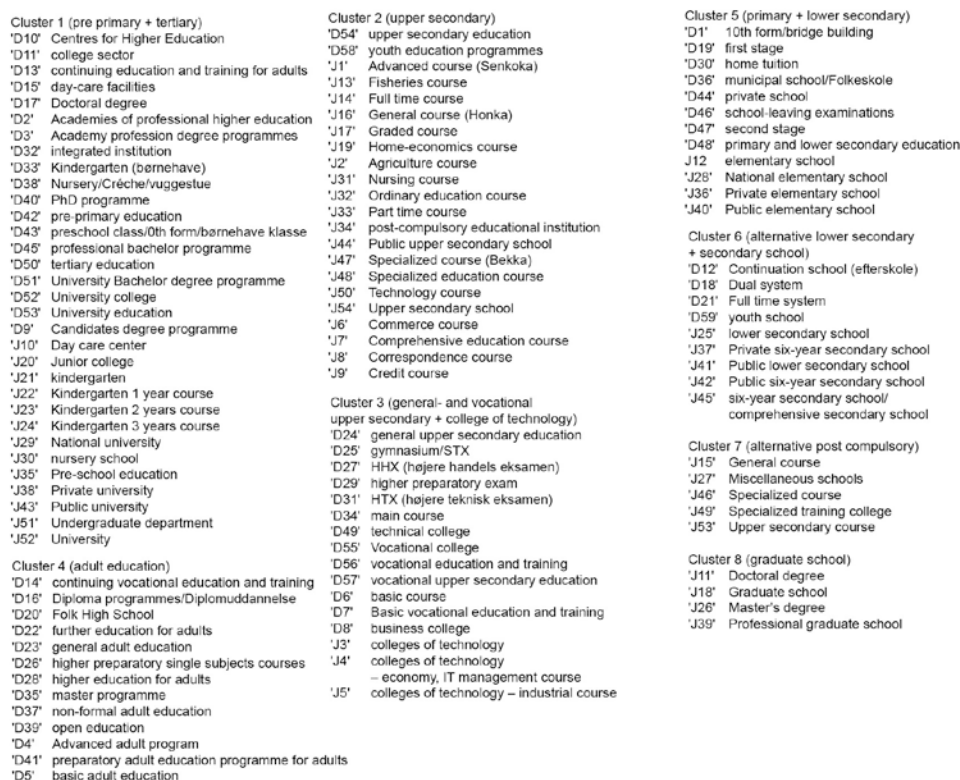 Cluster 1 (pre primary + tertiary)
'D10' Centres for Higher Education
'D11' college sector
'D13' continuing education and training for adults
'D15' day-care facilities
'D17' Doctoral degree
'D2' Academies of professional higher education
'D3' Academy profession degree programmes
'D32' integrated institution
'D33' Kindergarten (børnehave)
'D38' Nursery/Créche/vuggestue
'D40' PhD programme
'D42' pre-primary education
'D43' preschool class/0th form/børnehave klasse
'D45' professional bachelor programme
'D50' tertiary education
'D51' University Bachelor degree programme
'D52' University college
'D53' University education
'D9' Candidates degree programme
'J10' Day care center
'J20' Junior college
'J21' kindergarten
'J22' Kindergarten 1 year course
'J23' Kindergarten 2 years course
'J24' Kindergarten 3 years course
'J29' National university
'J30' nursery school
'J35' Pre-school education
'J38' Private university
'J43' Public university
'J51' Undergraduate department
'J52' University
Cluster 4 (adult education)
'D14' continuing vocational education and training
'D16' Diploma programmes/Diplomuddannelse
'D20' Folk High School
'D22' further education for adults
'D23' general adult education
'D26' higher preparatory single subjects courses
'D28' higher education for adults
'D35' master programme
'D37' non-formal adult education
'D39' open education
'D4' Advanced adult program
'D41' preparatory adult education programme for adults
'D5' basic adult education
Cluster 2 (upper secondary)
'D54' upper secondary education
'D58' youth education programmes
'J1' Advanced course (Senkoka)
'J13' Fisheries course
'J14' Full time course
'J16' General course (Honka)
'J17' Graded course
'J19' Home-economics course
'J2' Agriculture course
'J31' Nursing course
'J32' Ordinary education course
'J33' Part time course
'J34' post-compulsory educational institution
'J44' Public upper secondary school
'J47' Specialized course (Bekka)
'J48' Specialized education course
'J50' Technology course
'J54' Upper secondary school
'J6' Commerce course
'J7' Comprehensive education course
'J8' Correspondence course
'J9' Credit course
Cluster 3 (general- and vocational
upper secondary + college of technology)
'D24' general upper secondary education
'D25' gymnasium/STX
'D27' HHX (højere handels eksamen)
'D29' higher preparatory exam
'D31' HTX (højere teknisk eksamen)
'D34' main course
'D49' technical college
'D55' Vocational college
'D56' vocational education and training
'D57' vocational upper secondary education
'D6' basic course
'D7' Basic vocational education and training
'D8' business college
'J3' colleges of technology
'J4' colleges of technology
– economy, IT management course
'J5' colleges of technology – industrial course
Cluster 5 (primary + lower secondary)
'D1' 10th form/bridge building
'D19' first stage
'D30' home tuition
'D36' municipal school/Folkeskole
'D44' private school
'D46' school-leaving examinations
'D47' second stage
'D48' primary and lower secondary education
J12 elementary school
'J28' National elementary school
'J36' Private elementary school
'J40' Public elementary school
Cluster 6 (alternative lower secondary
+ secondary school)
'D12' Continuation school (efterskole)
'D18' Dual system
'D21' Full time system
'D59' youth school
'J25' lower secondary school
'J37' Private six-year secondary school
'J41' Public lower secondary school
'J42' Public six-year secondary school
'J45' six-year secondary school/
comprehensive secondary school
Cluster 7 (alternative post compulsory)
'J15' General course
'J27' Miscellaneous schools
'J46' Specialized course
'J49' Specialized training college
'J53' Upper secondary course
Cluster 8 (graduate school)
'J11' Doctoral degree
'J18' Graduate school
'J26' Master's degree
'J39' Professional graduate school